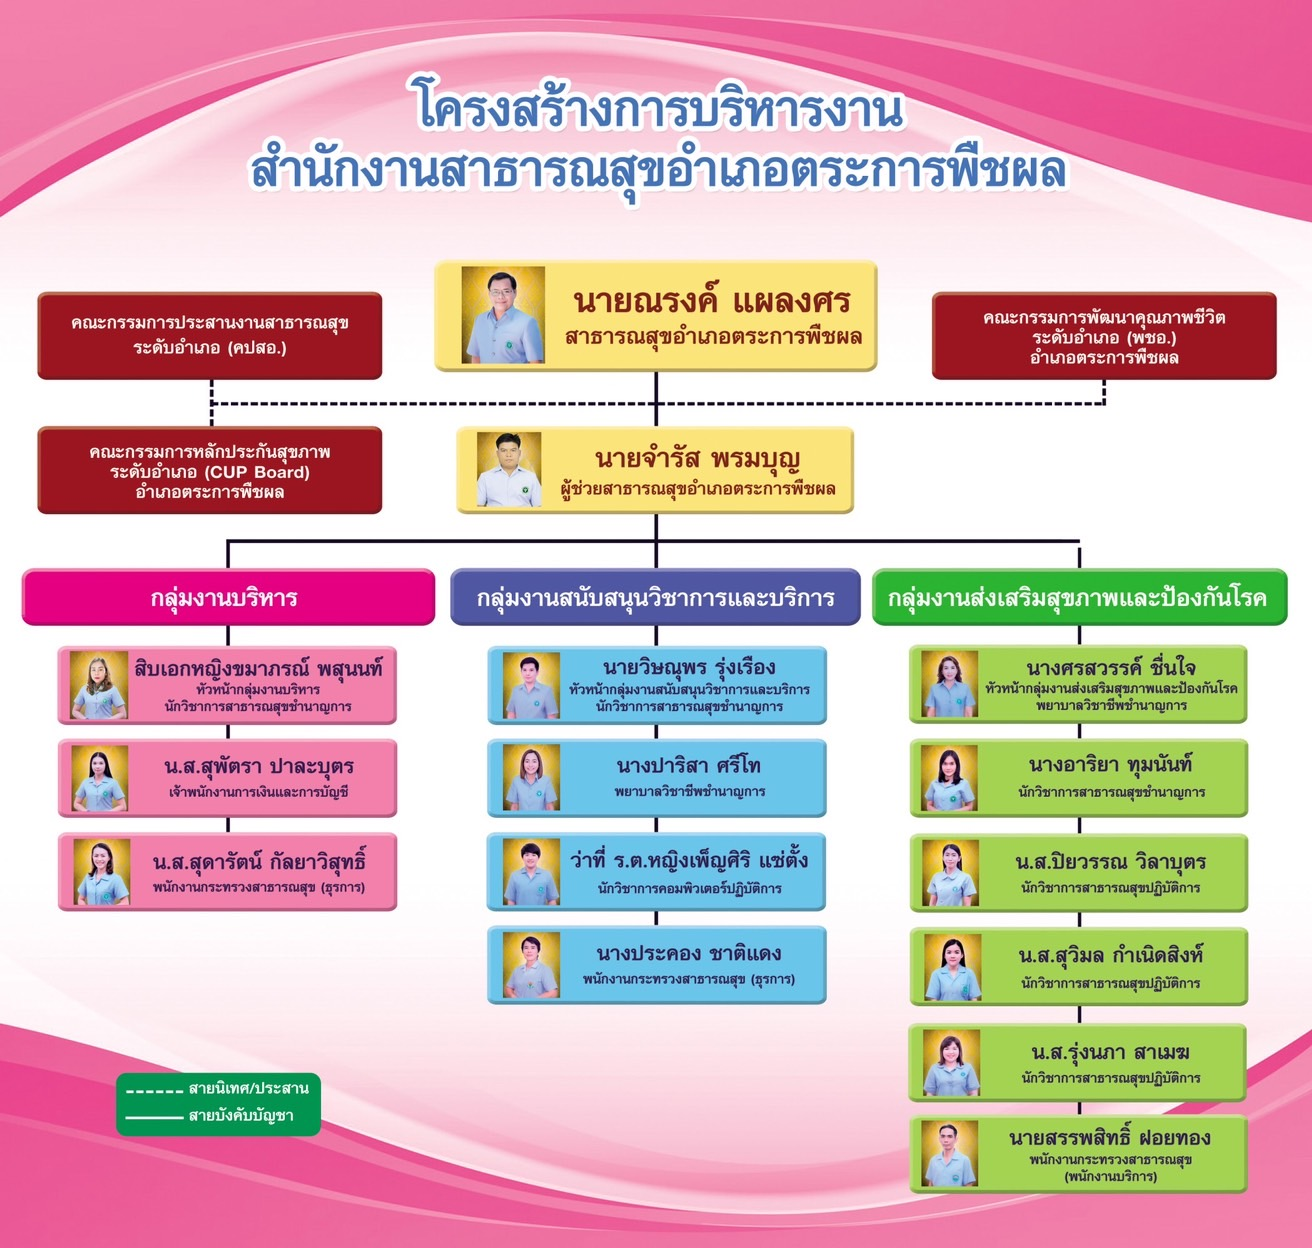 โครงสร้างการบริหารงาน
สำนักงานสาธารณสุขอำเภอตระการพืชผล
นายณรงค์ แผลงศร
สาธารณสุขอำเภอตระการพืชผล
คณะกรรมการประสานงานสาธารณสุข
ระดับอำเภอ (คปสอ.)
คณะกรรมการพัฒนาคุณภาพชีวิต
ระดับอำเภอ (พชอ.)
อำเภอตระการพืชผล
คณะกรรมการหลักประกันสุขภาพ
ระดับอำเภอ (CUP Board)
อำเภอตระการพืชผล
นายจำรัส พรมบุญ
ผู้ช่วยสาธารณสุขอำเภอตระการพืชผล
กลุ่มงานบริหาร
สิบเอกหญิงขมาภรณ์ พสุนนท์
หัวหน้ากลุ่มงานบริหาร
นักวิชาการสาธารณสุขชำนาญการ
น.ส.สุพัตรา ปาละบุตร
เจ้าพนักงานการเงินและการบัญชี
น.ส.สุดารัตน์ กัลยาวิสุทธิ์
พนักงานกระทรวงสาธารณสุข (ธุรการ)
กลุ่มงานสนับสนุนวิชาการและบริการ
นายวิษณุพร รุ่งเรือง
หัวหน้ากลุ่มงานสนับสนุนวิชาการและบริการ
นักวิชาการสาธารณสุขชำนาญการ
นางปาริสา ศรีโท
พยาบาลวิชาชีพชำนาญการ
ว่าที่ ร.ต.หญิงเพ็ญศิริ แซ่ตั้ง
นักวิชาการคอมพิวเตอร์ปฏิบัติการ
นางประคอง ชาติแดง
พนักงานกระทรวงสาธารณสุข (ธุรการ)
กลุ่มงานส่งเสริมสุขภาพและป้องกันโรค
นางศรสวรรค์ ชื่นใจ
หัวหน้ากลุ่มงานส่งเสริมสุขภาพและป้องกันโรค
พยาบาลวิชาชีพชำนาญการ
นางอาริยา ทุมนันท์
นักวิชาการสาธารณสุขชำนาญการ
น.ส.ปิยวรรณ วิลาบุตร
นักวิชาการสาธารณสุขปฏิบัติการ
น.ส.สุวิมล กำเนิดสิงห์
นักวิชาการสาธารณสุขปฏิบัติการ
น.ส.รุ่งนภา สาเมฆ
นักวิชาการสาธารณสุขปฏิบัติการ
นายสรรพสิทธิ์ ฝอยทอง
พนักงานกระทรวงสาธารณสุข
(พนักงานบริการ)
สายนิเทศ/ประสาน
สายบังคับบัญชา